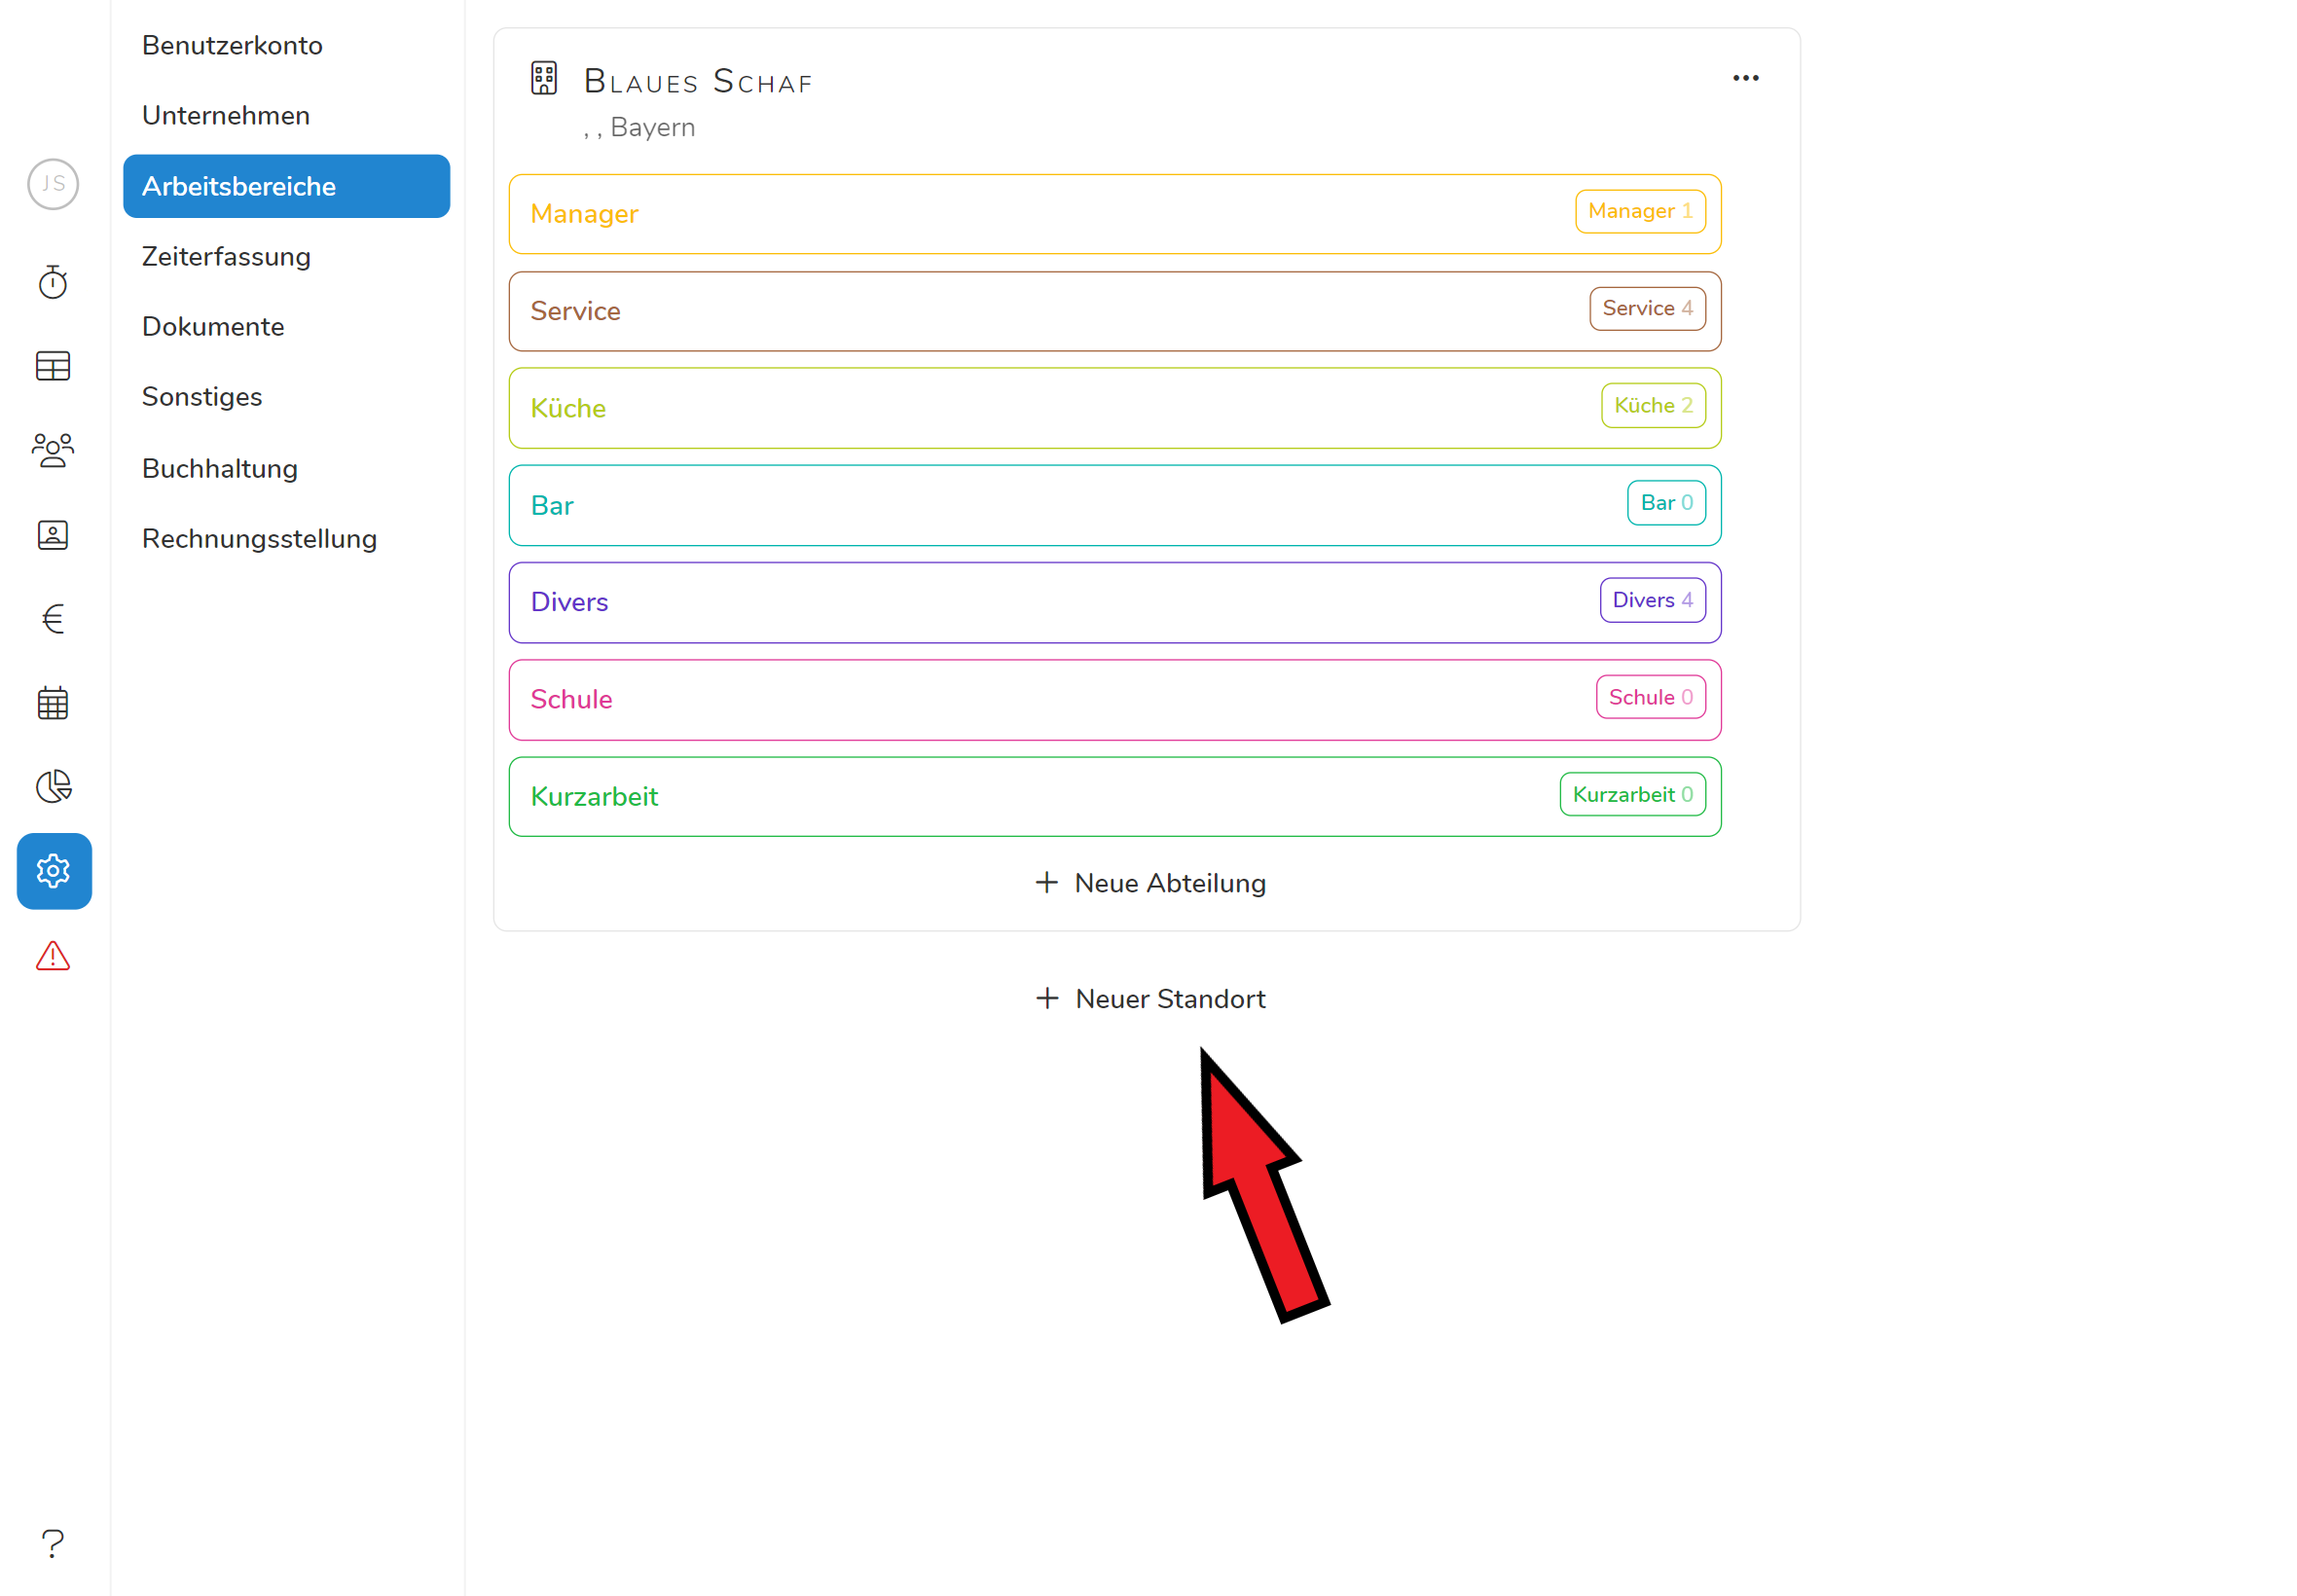 JS
Benutzerkonto
Unternehmen
Arbeitsbereiche
Zeiterfassung
Dokumente
Sonstiges
Buchhaltung
Rechnungsstellung
Blaues Schaf
, , Bayern
Manager
Manager 1
Service
Service 4
Küche
Küche 2
Bar
Bar 0
Divers
Divers 4
Schule
Schule 0
Kurzarbeit
Kurzarbeit 0
+ Neue Abteilung
+ Neuer Standort
?